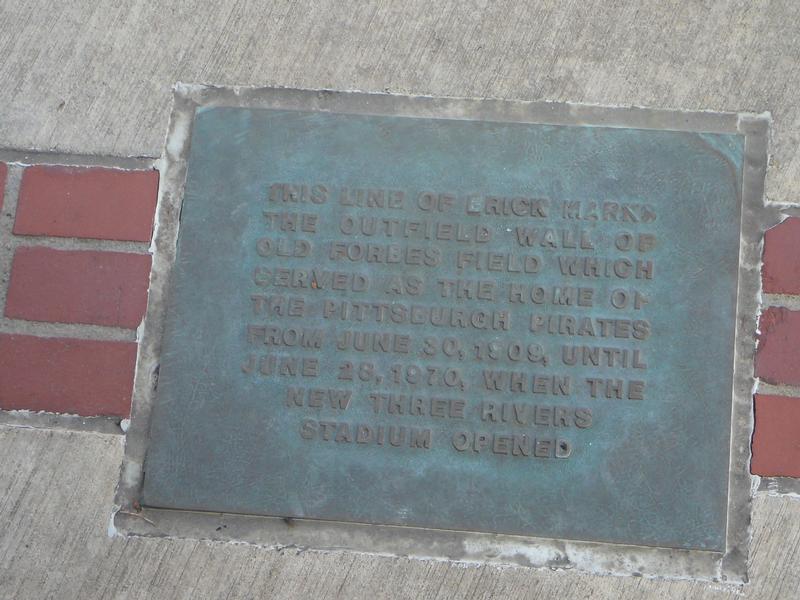 THIS LINE OF BRICK MARKS
THE OUTFIELD WALL OF
OLD FORBES FIELD WHICH
SERVED AS THE HOME OF
THE PITTSBURGH PIRATES
FROM JUNE 30, 1909, UNTIL
JUNE 28, 1970, WHEN THE
NEW THREE RIVERS
STADIUM OPENED